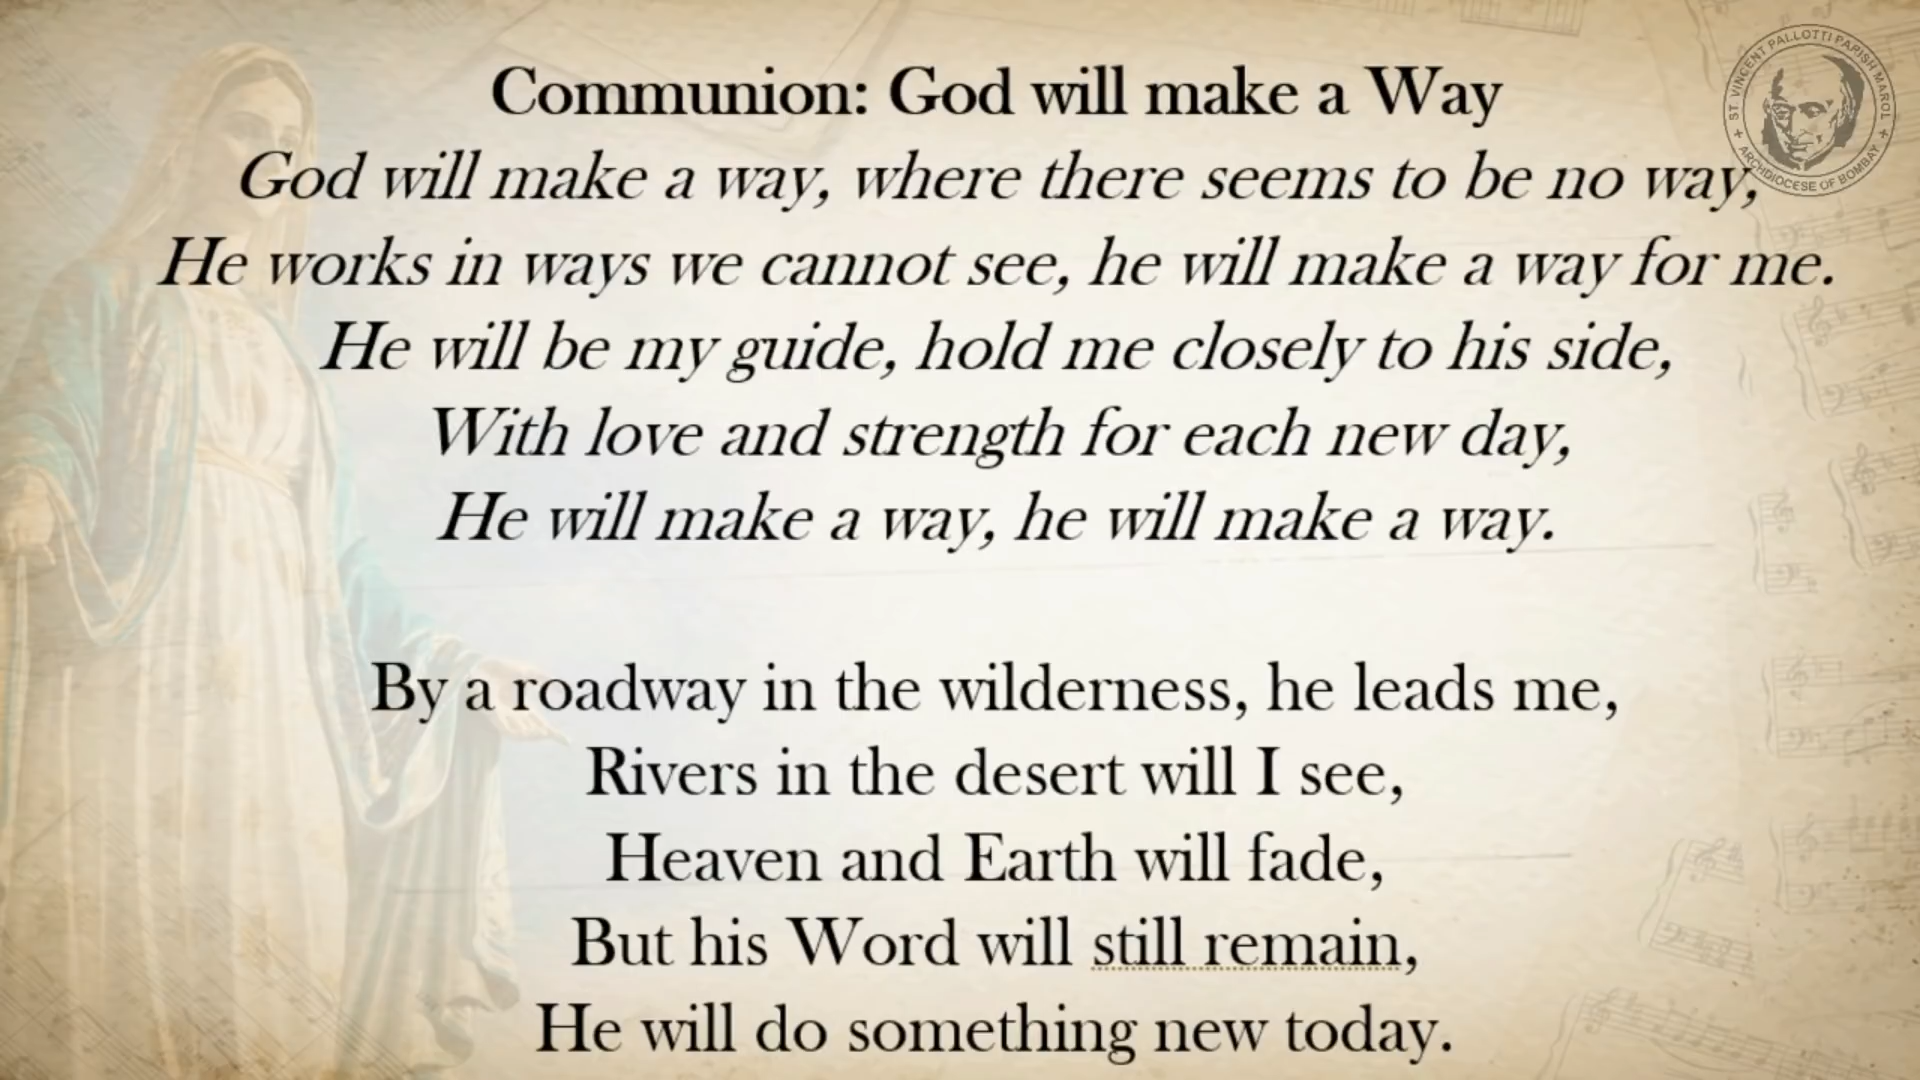 Communion: God will make a Way
God will make a way, where there seems to be no way,
He works in ways we cannot see, he will make a way for me.
He will be my guide, hold me closely to his side,
With love and strength for each new day,
He will make a way, he will make a way.
By a roadway in the wilderness, he leads me,
Rivers in the desert will I see,
Heaven and Earth will fade,
But his Word will still remain,
He will do something new today.
ST VINCENT PALLOTTI PARISH MAROL
ARCHDIOCESE OF BOMBAY